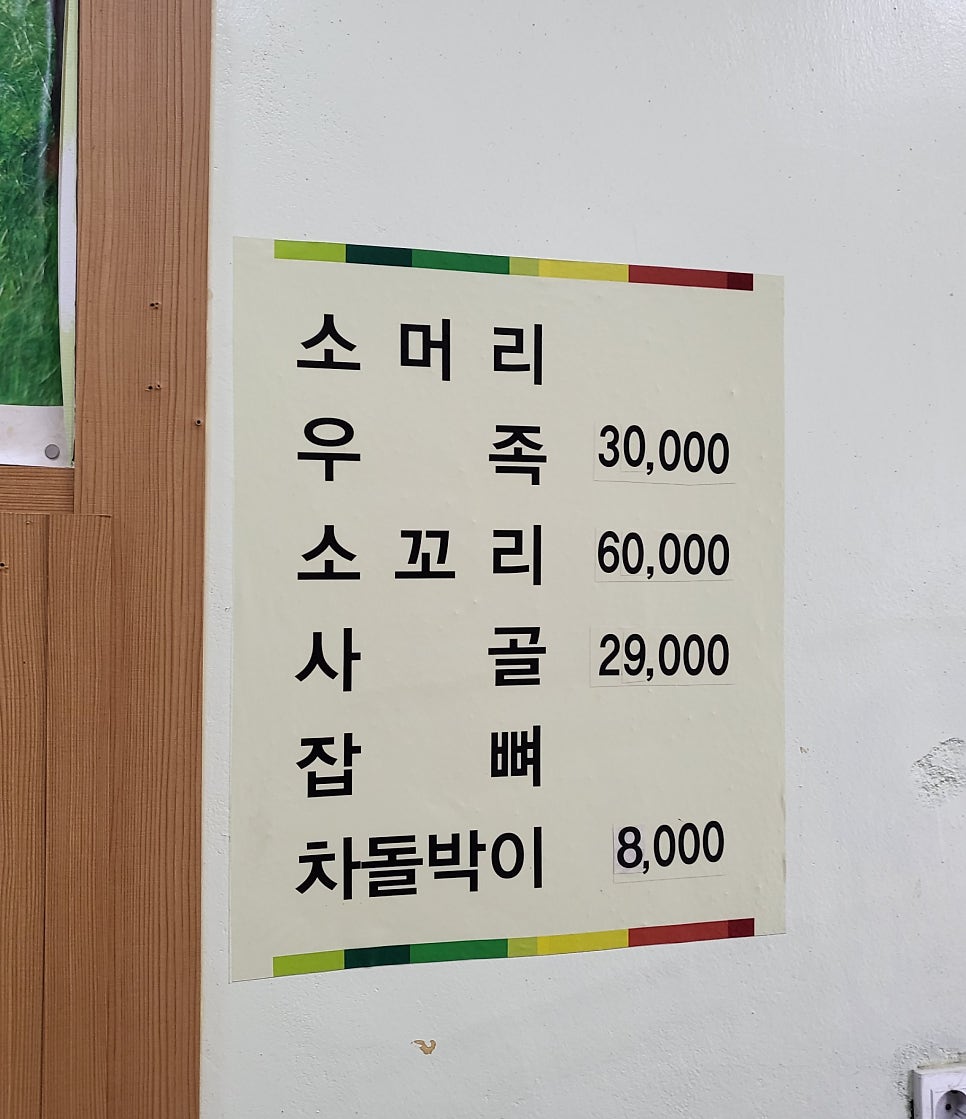 소머리
우족 30,000
소꼬리 60,000
사골 29,000
잡뼈
차돌박이 8,000